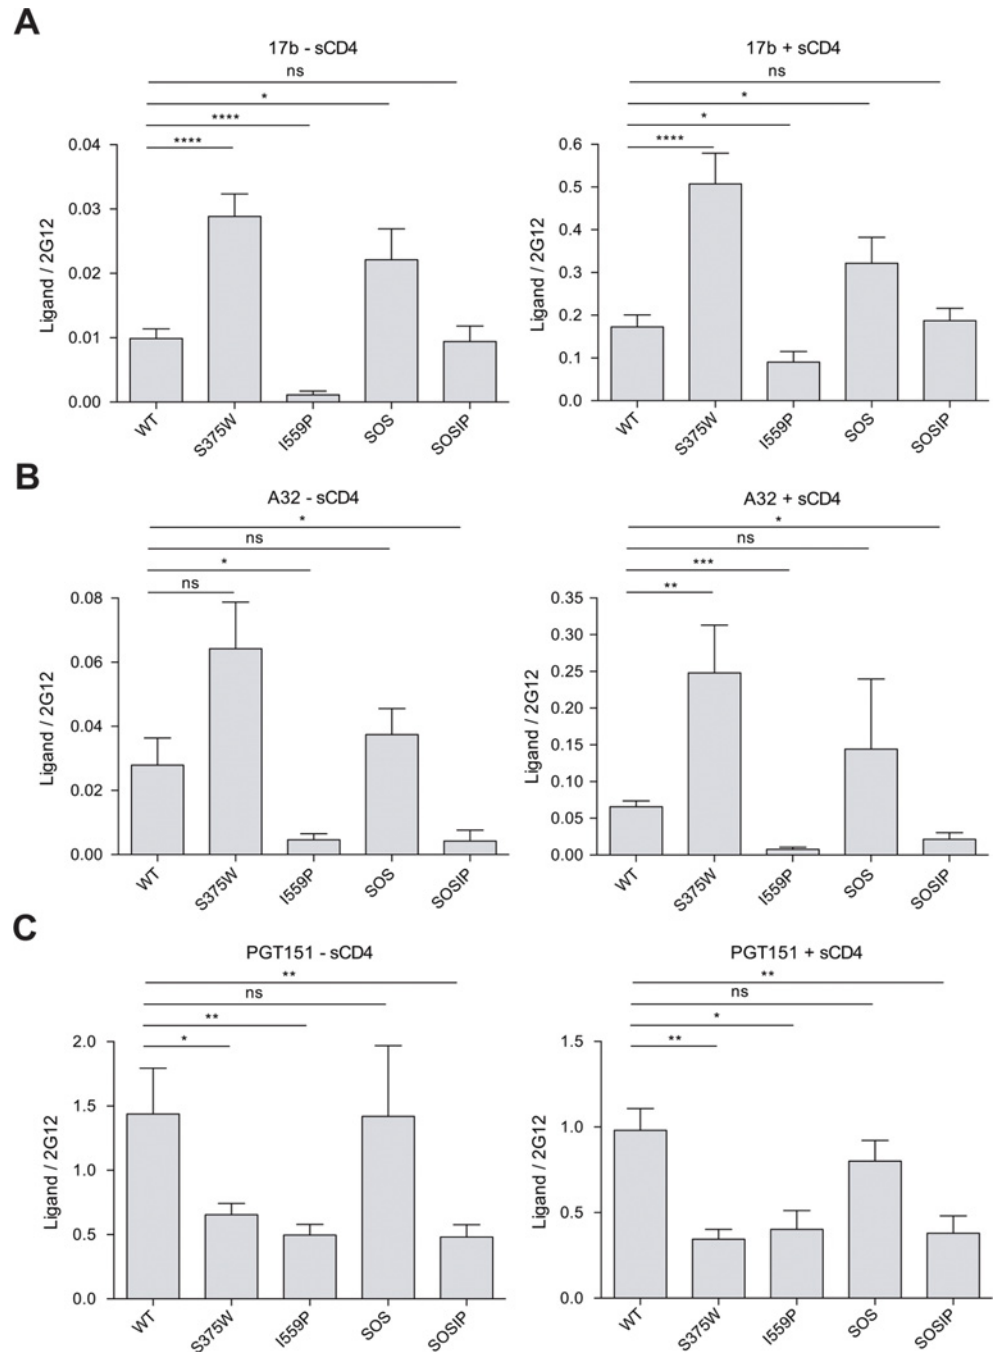 A
17b - sCD4
ns
*
****
****
Ligand / 2G12
0.04
0.03
0.02
0.01
0.00
WT
S375W
I559P
SOS
SOSIP
17b + sCD4
ns
*
*
****
Ligand / 2G12
0.6
0.5
0.4
0.3
0.2
0.1
0.0
WT
S375W
I559P
SOS
SOSIP
B
A32 - sCD4
*
ns
*
ns
Ligand / 2G12
0.08
0.06
0.04
0.02
0.00
WT
S375W
I559P
SOS
SOSIP
A32 + sCD4
*
ns
***
**
Ligand / 2G12
0.35
0.30
0.25
0.20
0.15
0.10
0.05
0.00
WT
S375W
I559P
SOS
SOSIP
C
PGT151 - sCD4
**
ns
**
*
Ligand / 2G12
2.0
1.5
1.0
0.5
0.0
WT
S375W
I559P
SOS
SOSIP
PGT151 + sCD4
**
ns
*
**
Ligand / 2G12
1.5
1.0
0.5
0.0
WT
S375W
I559P
SOS
SOSIP